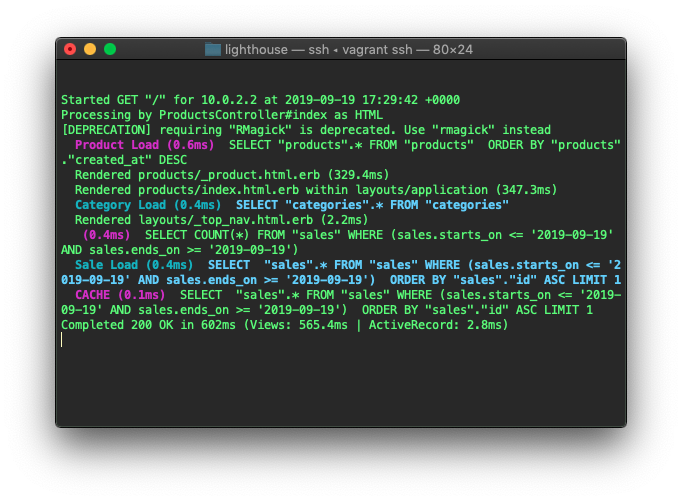 lighthouse — ssh ◂ vagrant ssh — 80×24
Started GET "/" for 10.0.2.2 at 2019-09-19 17:29:42 +0000
Processing by ProductsController#index as HTML
[DEPRECATION] requiring "RMagick" is deprecated. Use "rmagick" instead
  Product Load (0.6ms)  SELECT "products".* FROM "products"  ORDER BY "products"
."created_at" DESC
  Rendered products/_product.html.erb (329.4ms)
  Rendered products/index.html.erb within layouts/application (347.3ms)
  Category Load (0.4ms)  SELECT "categories".* FROM "categories"
  Rendered layouts/_top_nav.html.erb (2.2ms)
   (0.4ms)  SELECT COUNT(*) FROM "sales" WHERE (sales.starts_on <= '2019-09-19'
AND sales.ends_on >= '2019-09-19')
  Sale Load (0.4ms)  SELECT  "sales".* FROM "sales" WHERE (sales.starts_on <= '2
019-09-19' AND sales.ends_on >= '2019-09-19')  ORDER BY "sales"."id" ASC LIMIT 1
  CACHE (0.1ms)  SELECT  "sales".* FROM "sales" WHERE (sales.starts_on <= '2019-
09-19' AND sales.ends_on >= '2019-09-19')  ORDER BY "sales"."id" ASC LIMIT 1
Completed 200 OK in 602ms (Views: 565.4ms | ActiveRecord: 2.8ms)